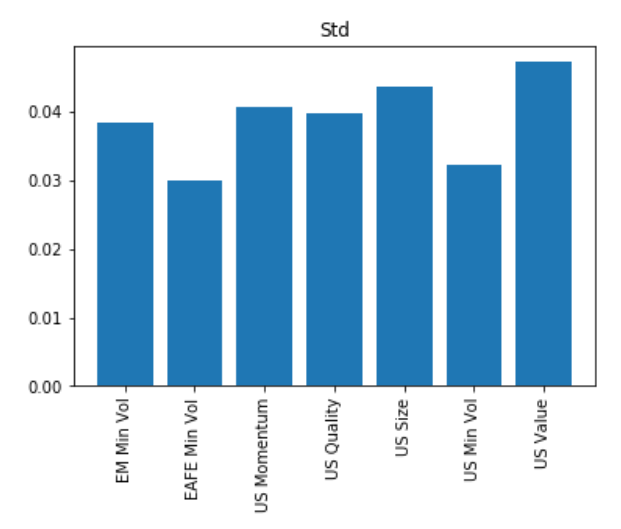 Std
0.04
0.03
0.02
0.01
0.00
EM Min Vol
EAFE Min Vol
US Momentum
US Quality
US Size
US Min Vol
US Value